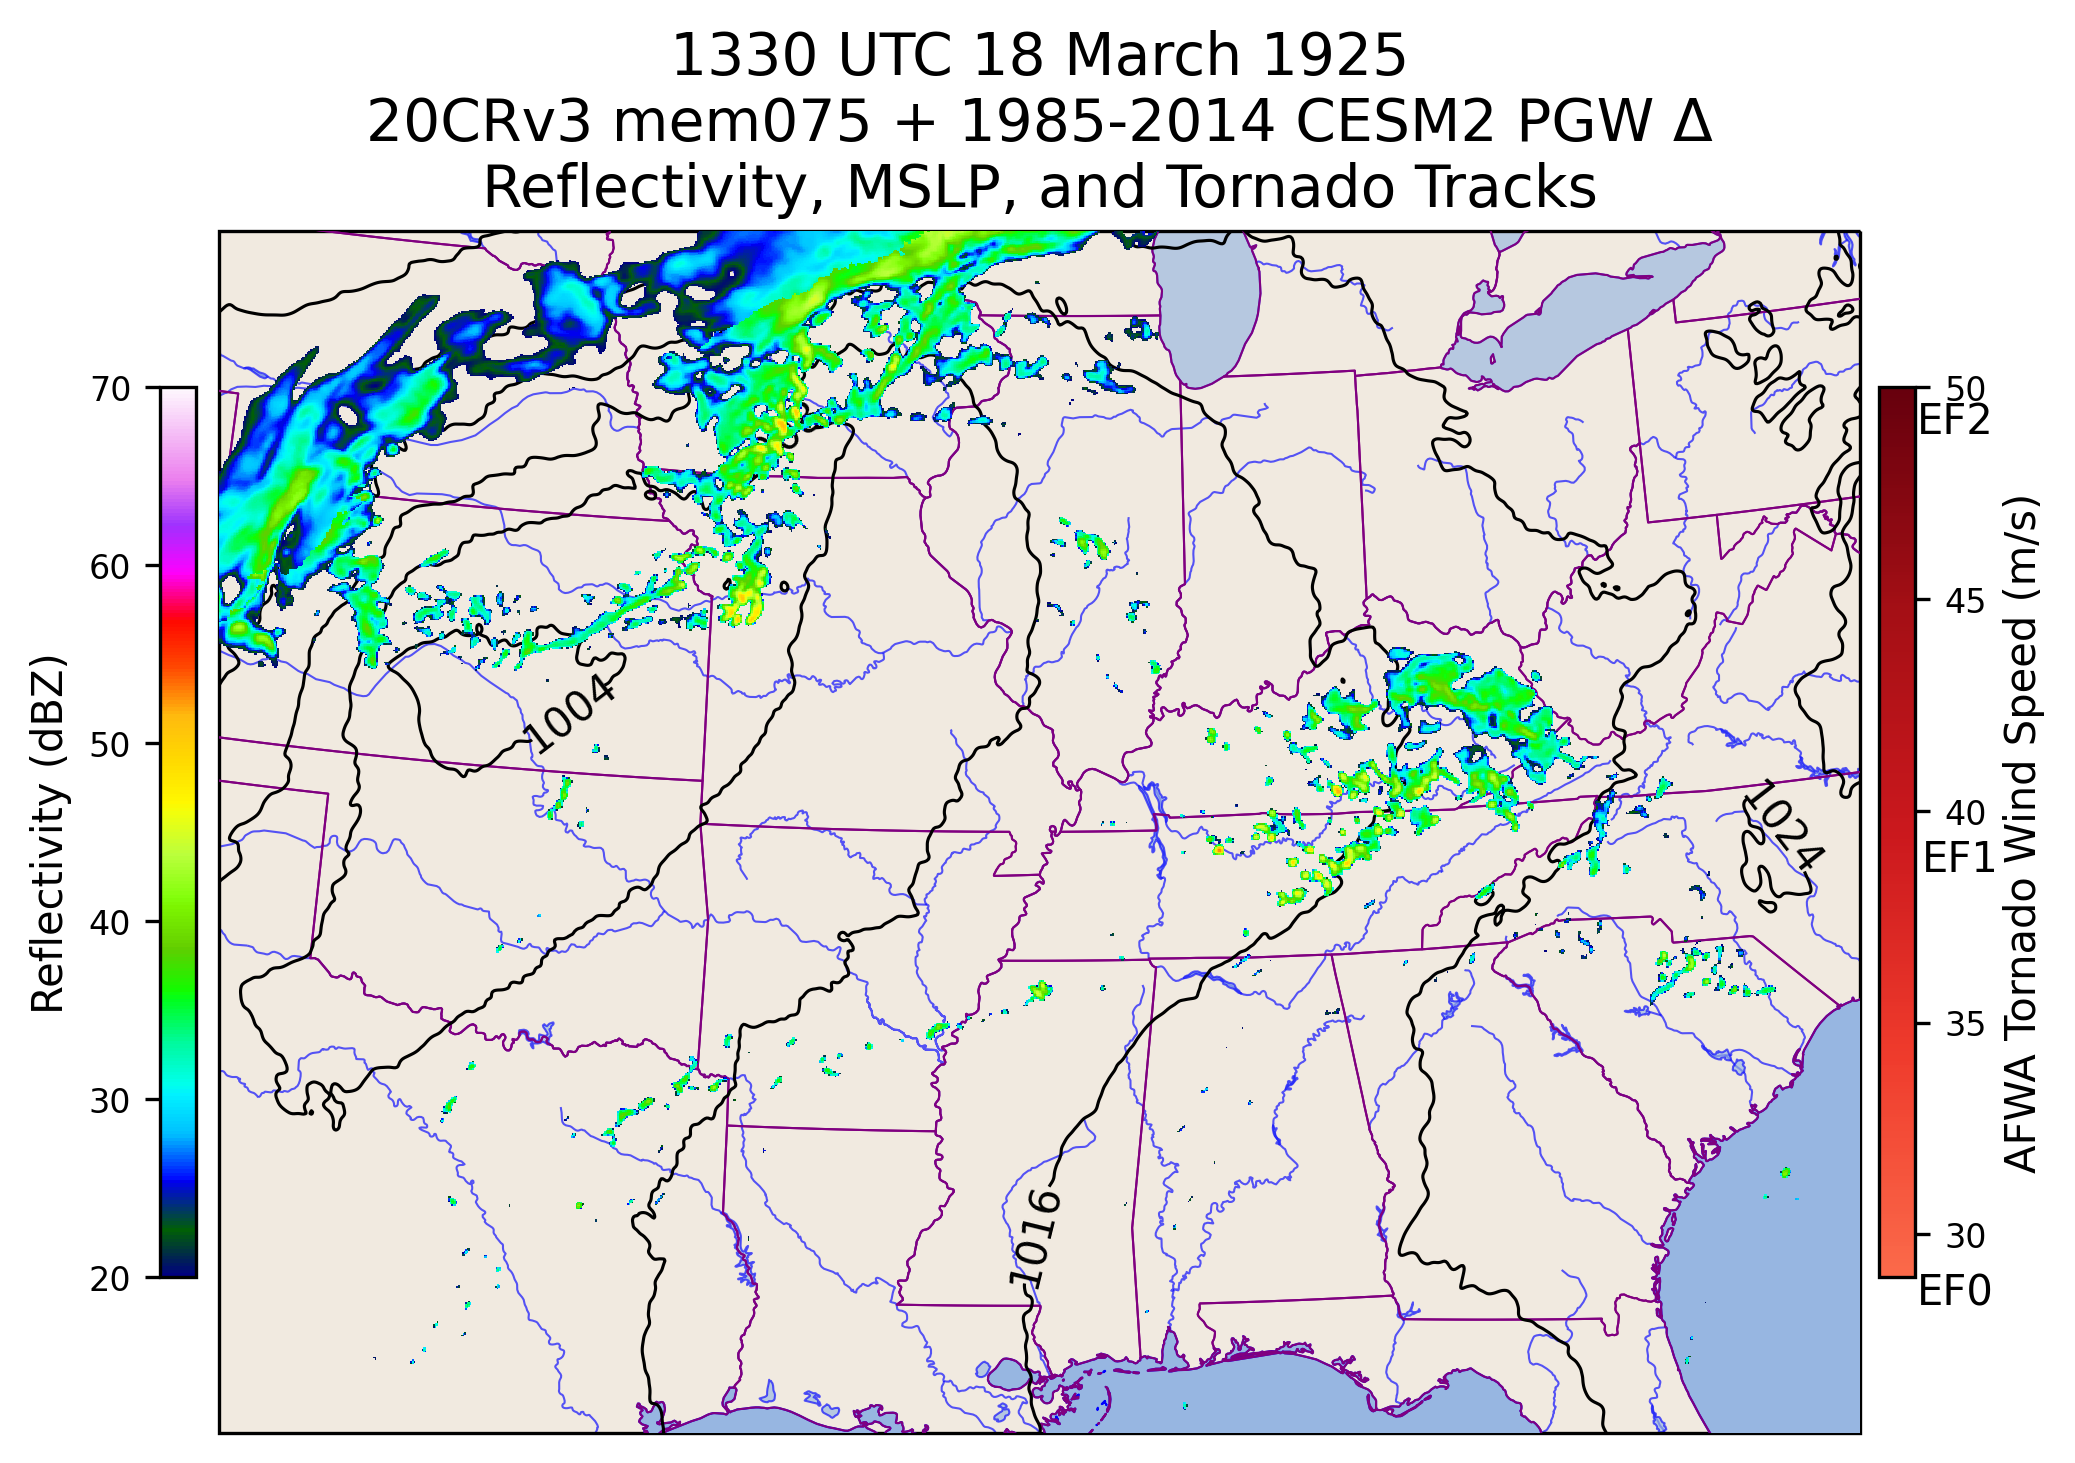 1330 UTC 18 March 1925
20CRv3 mem075 + 1985-2014 CESM2 PGW Δ
Reflectivity, MSLP, and Tornado Tracks
Reflectivity (dBZ)
70
60
50
40
30
20
1004
1016
1024
50
EF2
45
40
EF1
35
30
EF0
AFWA Tornado Wind Speed (m/s)